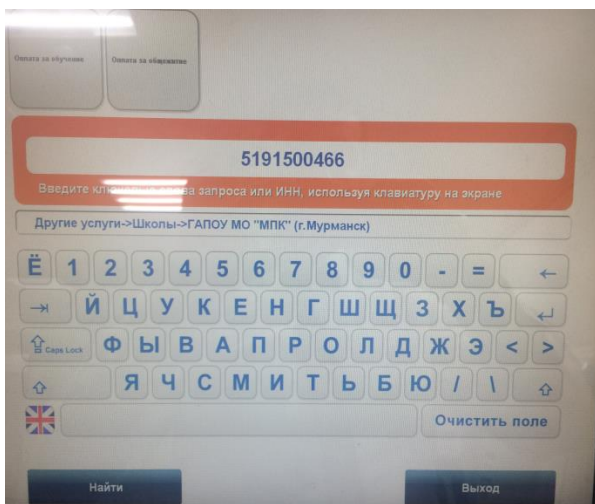 Оплата за обучение Оплата за общежитие
5191500466
Введите ключевые слова запроса или ИНН, используя клавиатуру на экране
Другие услуги->Школы->ГАПОУ МО "МПК" (г.Мурманск)
Ё 1 2 3 4 5 6 7 8 9 0 - = ←
→ Й Ц У К Е Н Г Ш Щ З Х Ъ ↵
Caps Lock Ф Ы В А П Р О Л Д Ж Э < >
⇧ Я Ч С М И Т Ь Б Ю / \ ⇧
Очистить поле
Найти Выход